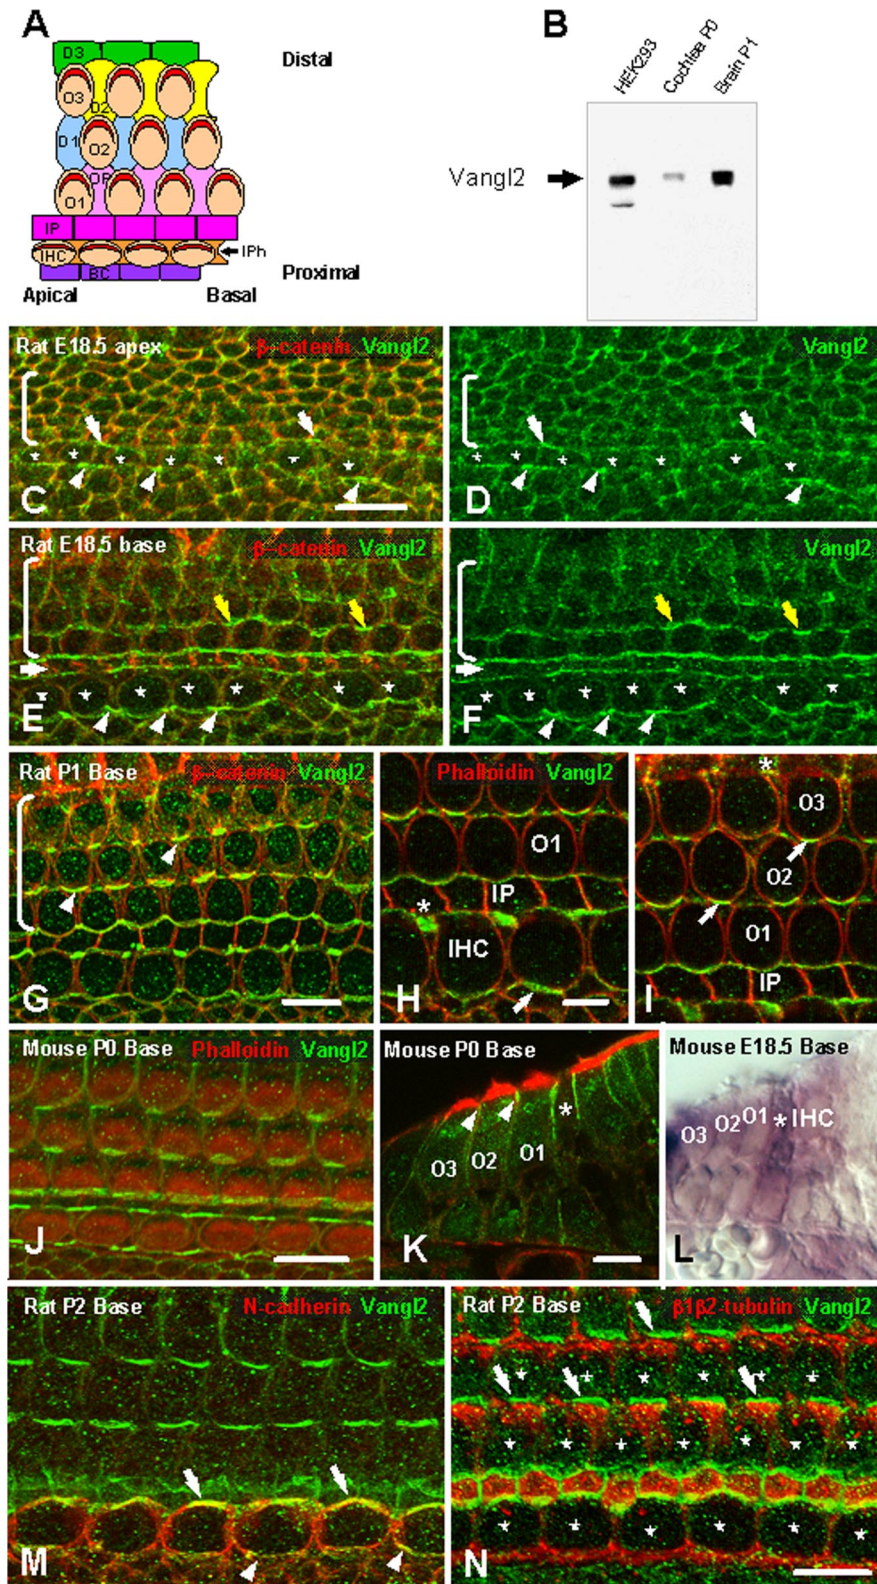 A
D3
Distal
O3
D2
D1
O2
OP
O1
IP
IHC
IPh
BC
Proximal
Apical
Basal
B
HEK293
Cochlea P0
Brain P1
Vangl2
Rat E18.5 apex
β-catenin Vangl2
C
Vangl2
D
Rat E18.5 base
β-catenin Vangl2
E
Vangl2
F
Rat P1 Base
β-catenin Vangl2
G
Phalloidin Vangl2
O1
IP
*
IHC
H
*
O3
O2
O1
IP
I
Mouse P0 Base
Phalloidin Vangl2
J
Mouse P0 Base
*
O3
O2
O1
K
Mouse E18.5 Base
O3 O2 O1 * IHC
L
Rat P2 Base
N-cadherin Vangl2
M
Rat P2 Base
β1β2-tubulin Vangl2
N